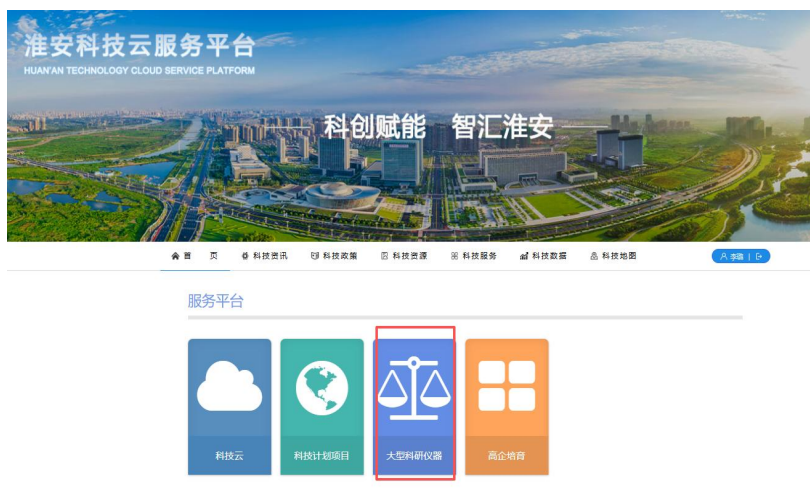 淮安科技云服务平台
HUAN'AN TECHNOLOGY CLOUD SERVICE PLATFORM
科创赋能 智汇淮安
首 页 科技资讯 科技政策 科技资源 科技服务 科技数据 科技地图
服务平台
科技云 科技计划项目 大型科研仪器 高企培育